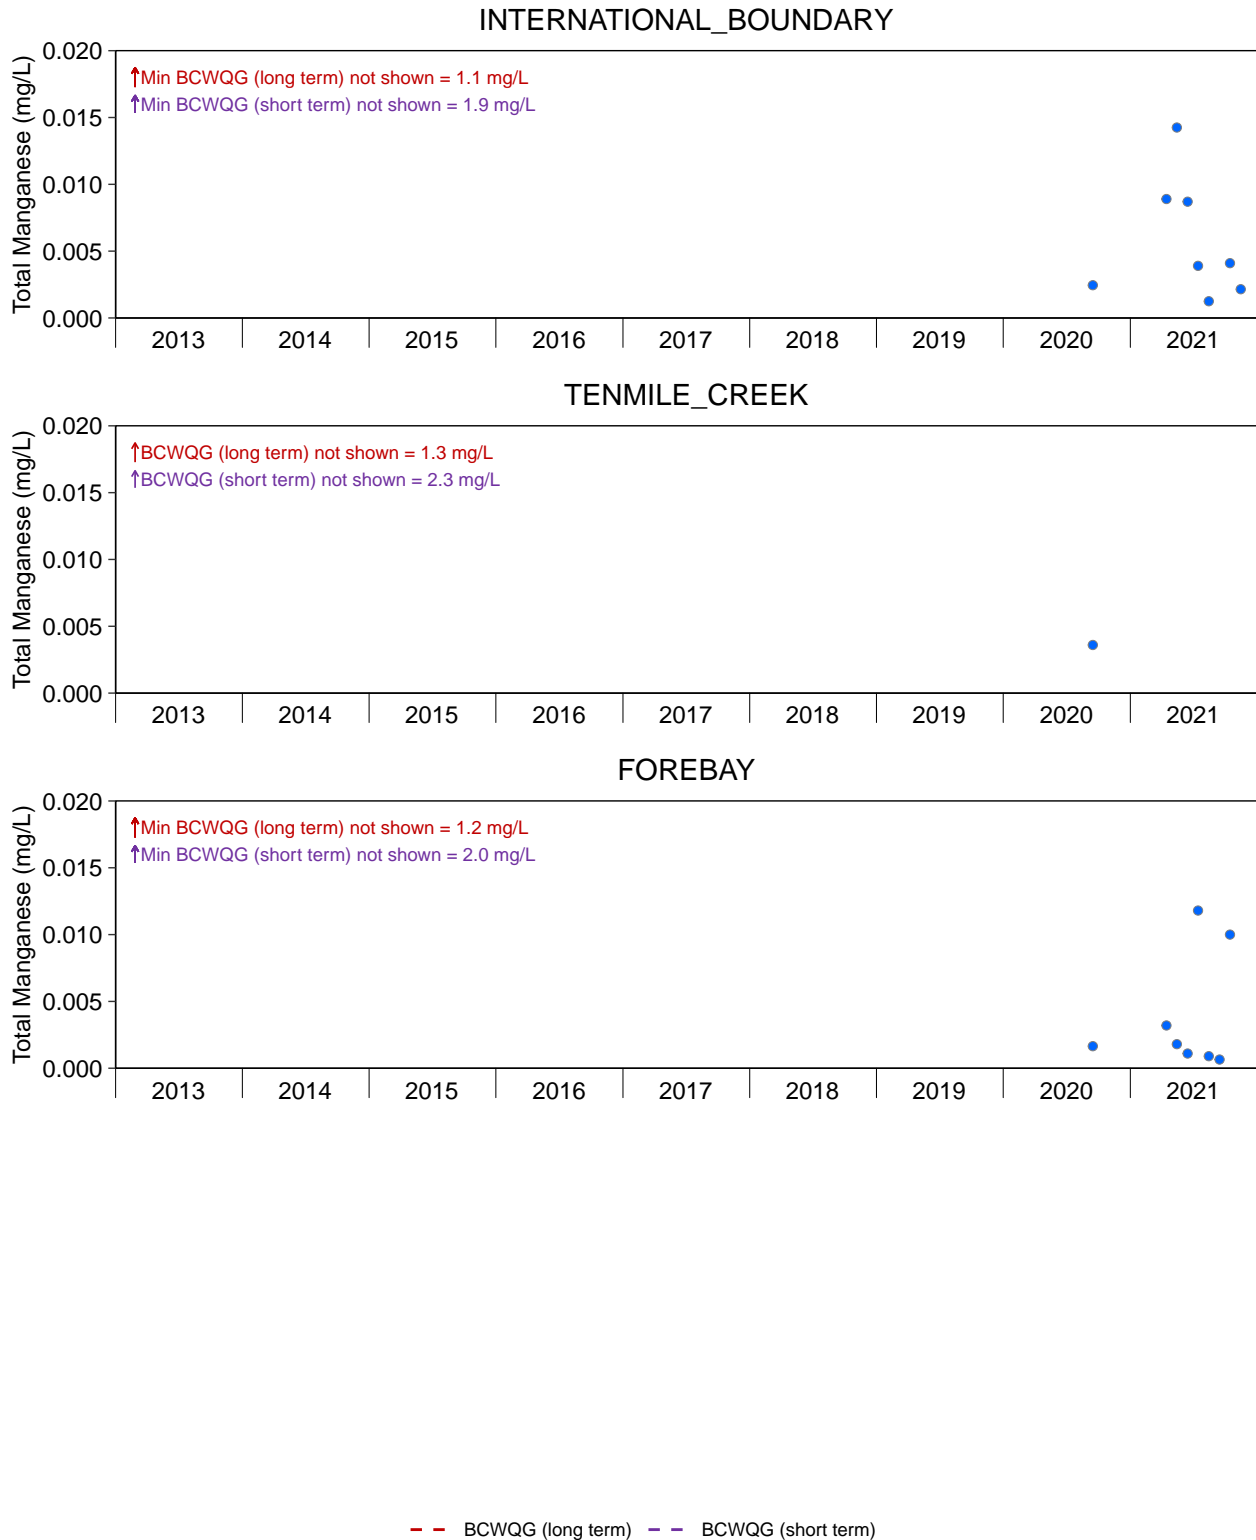 INTERNATIONAL_BOUNDARY
Total Manganese (mg/L)
0.020
0.015
0.010
0.005
0.000
↑Min BCWQG (long term) not shown = 1.1 mg/L
↑Min BCWQG (short term) not shown = 1.9 mg/L
2013 2014 2015 2016 2017 2018 2019 2020 2021
TENMILE_CREEK
Total Manganese (mg/L)
0.020
0.015
0.010
0.005
0.000
↑BCWQG (long term) not shown = 1.3 mg/L
↑BCWQG (short term) not shown = 2.3 mg/L
2013 2014 2015 2016 2017 2018 2019 2020 2021
FOREBAY
Total Manganese (mg/L)
0.020
0.015
0.010
0.005
0.000
↑Min BCWQG (long term) not shown = 1.2 mg/L
↑Min BCWQG (short term) not shown = 2.0 mg/L
2013 2014 2015 2016 2017 2018 2019 2020 2021
BCWQG (long term) BCWQG (short term)